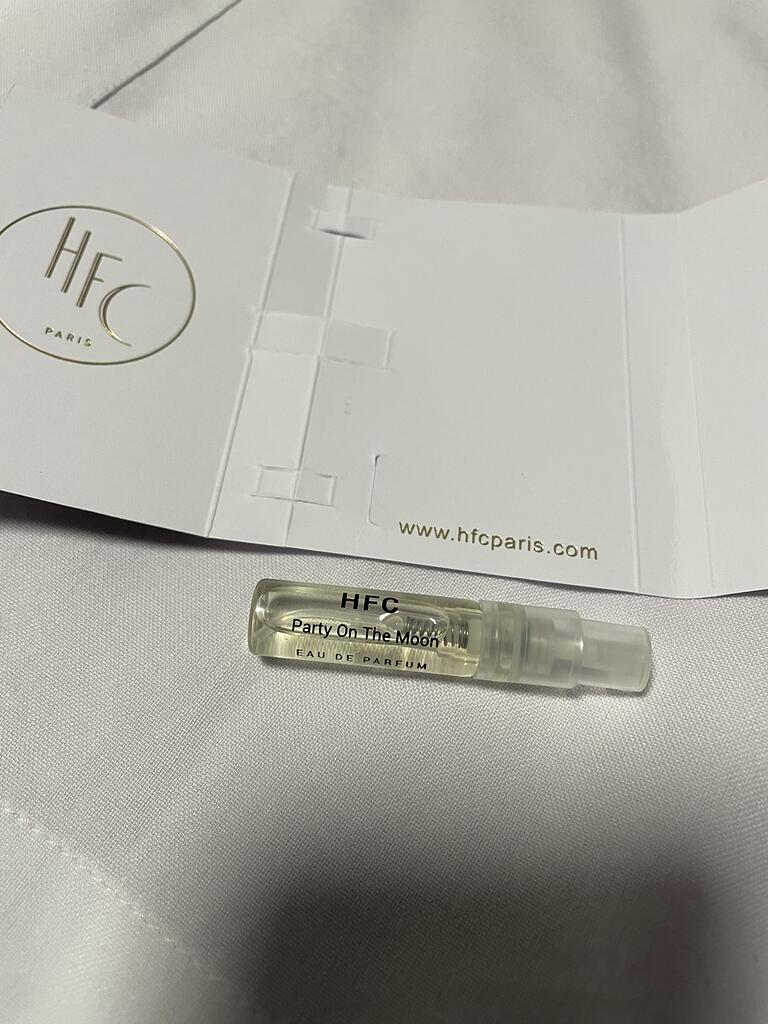 HFC
PARIS
www.hfcparis.com
HFC
Party On The Moon
EAU DE PARFUM